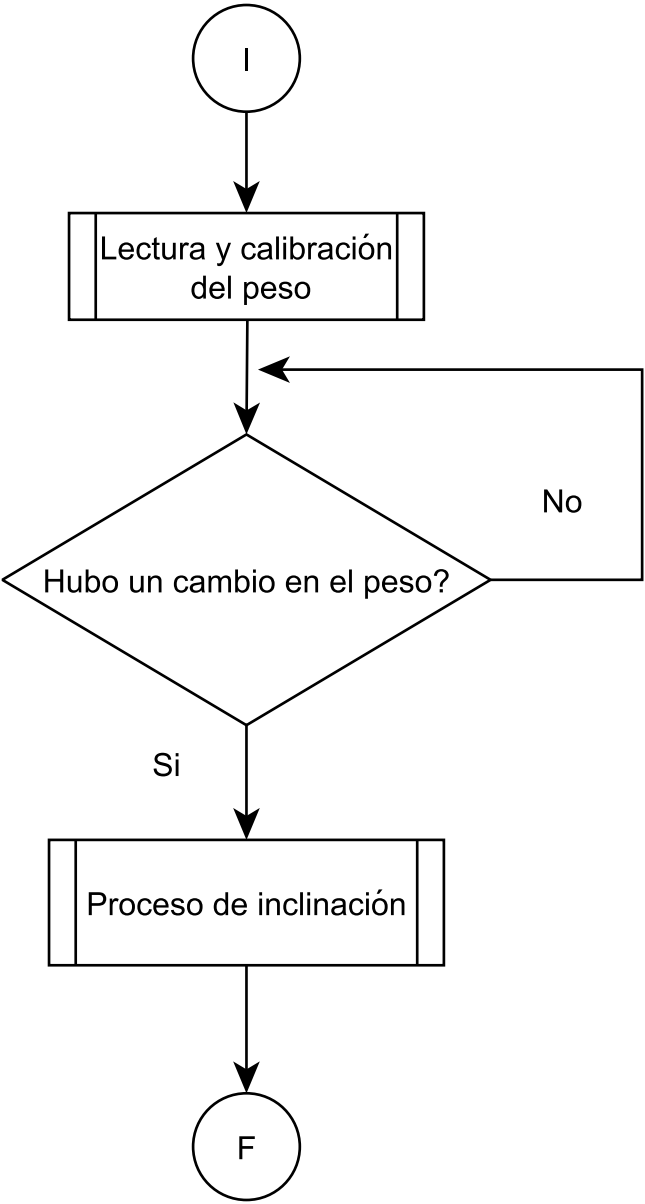 I
Lectura y calibración
del peso
No
Hubo un cambio en el peso?
Si
Proceso de inclinación
F